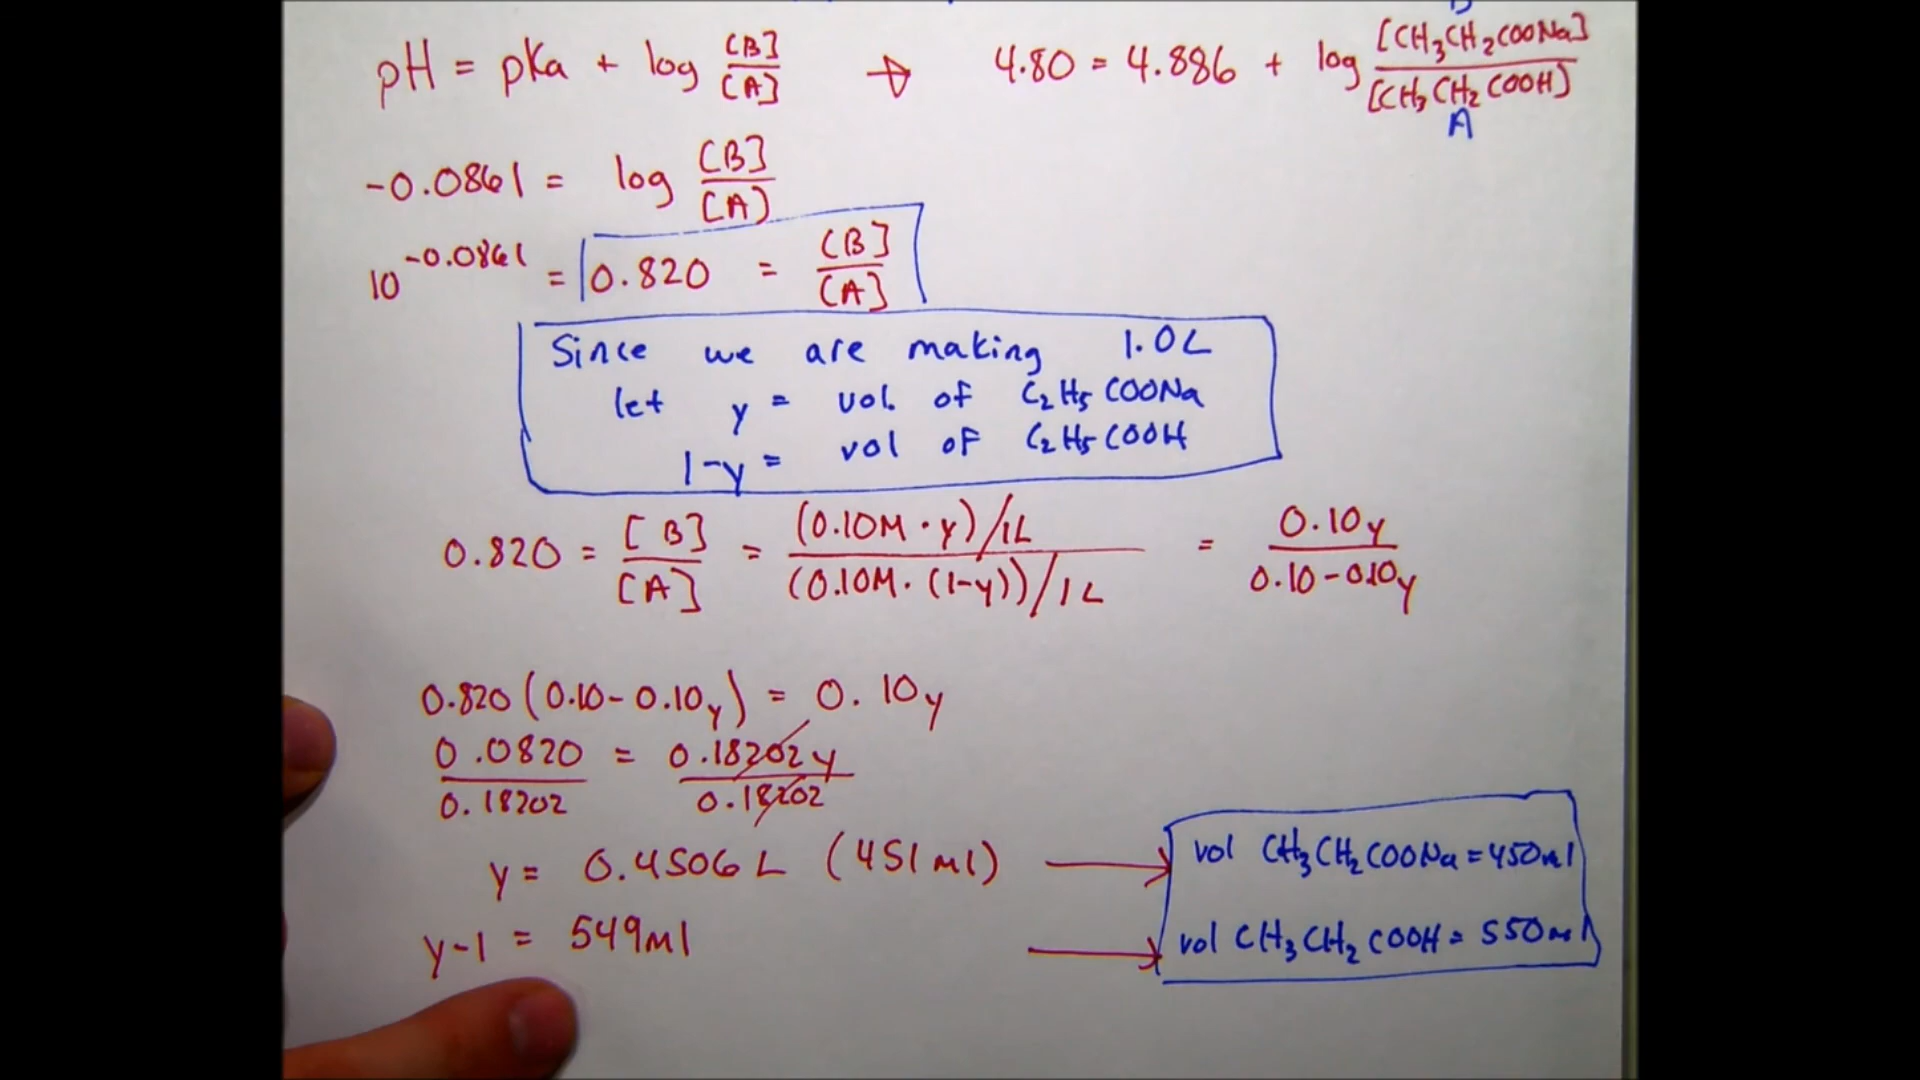 pH = pKa + log [B]/[A] → 4.80 = 4.886 + log [CH₃CH₂COONa]/[CH₃CH₂COOH]
A
-0.0861 = log [B]/[A]
10^-0.0861 = 0.820 = [B]/[A]
Since we are making 1.0L
let y = vol. of C₂H₅COONa
1-y = vol of C₂H₅COOH
0.820 = [B]/[A] = (0.10M · y)/1L / (0.10M · (1-y))/1L = 0.10y / 0.10-0.10y
0.820(0.10-0.10y) = 0.10y
0.0820/0.18202 = 0.18202y/0.18202
y = 0.4506L (451ml) → vol CH₃CH₂COONa = 450ml
y-1 = 549ml → vol CH₃CH₂COOH = 550ml